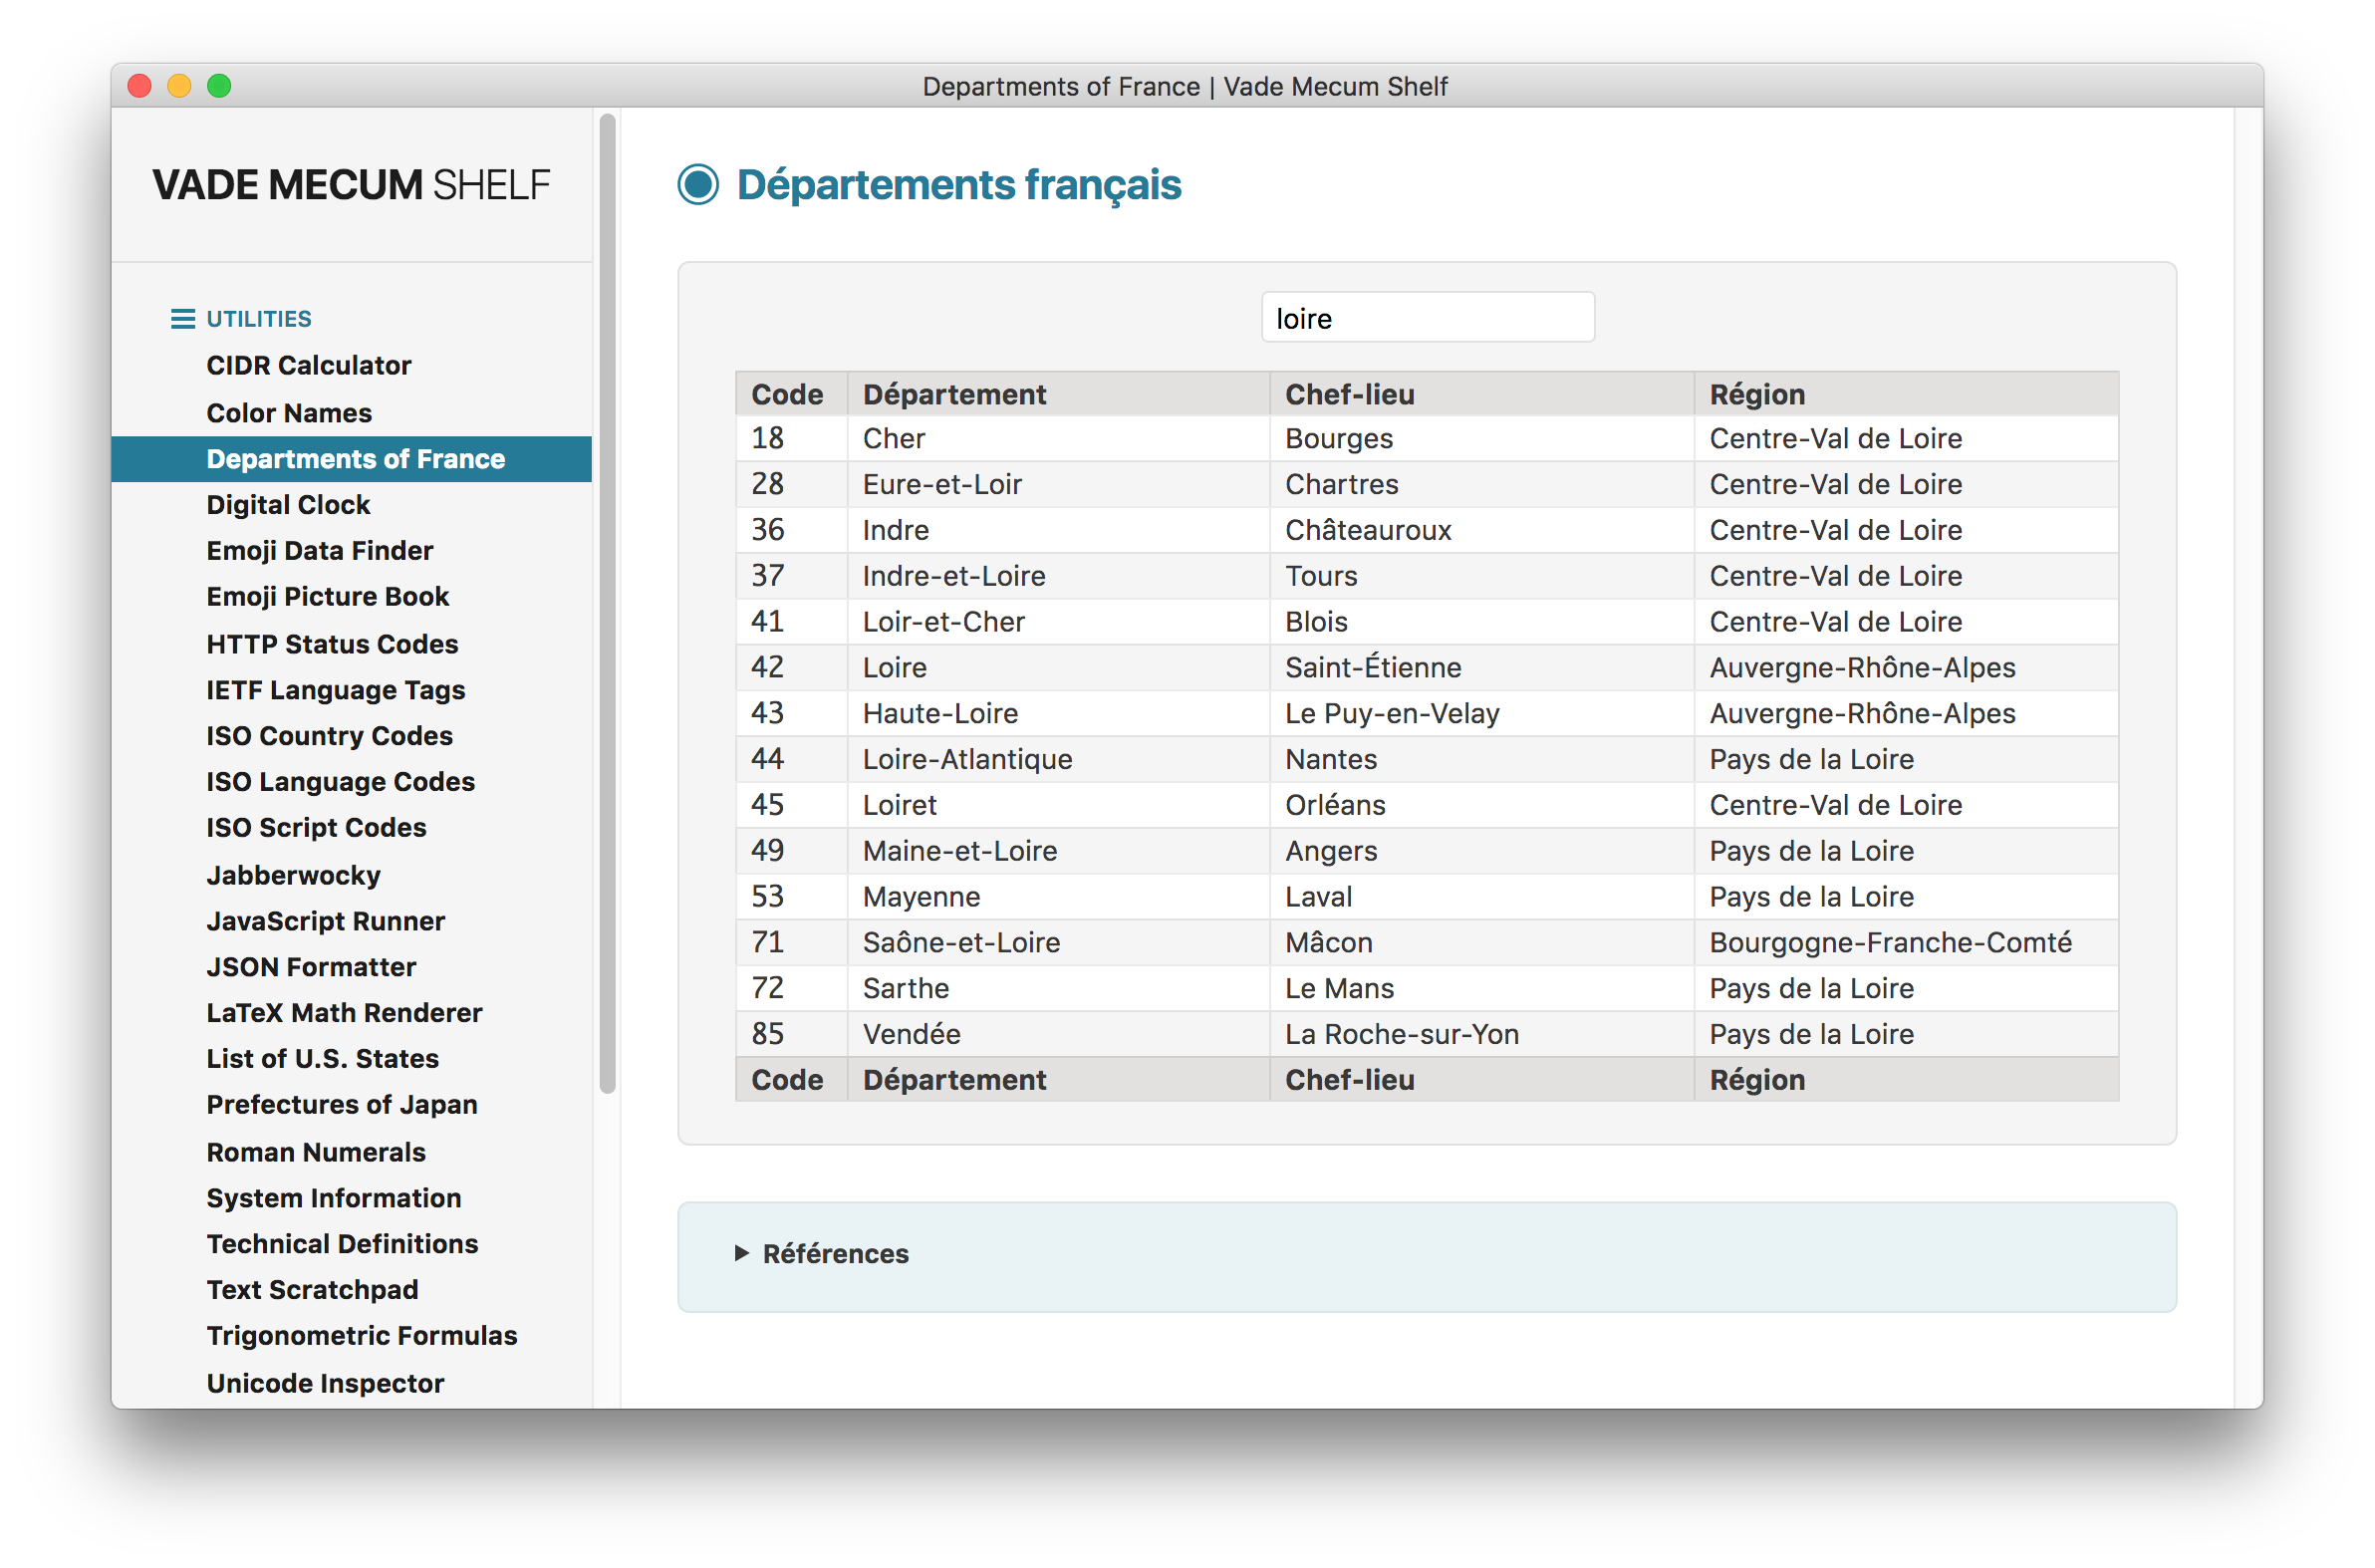 Departments of France | Vade Mecum Shelf
VADE MECUM SHELF
UTILITIES
CIDR Calculator
Color Names
Departments of France
Digital Clock
Emoji Data Finder
Emoji Picture Book
HTTP Status Codes
IETF Language Tags
ISO Country Codes
ISO Language Codes
ISO Script Codes
Jabberwocky
JavaScript Runner
JSON Formatter
LaTeX Math Renderer
List of U.S. States
Prefectures of Japan
Roman Numerals
System Information
Technical Definitions
Text Scratchpad
Trigonometric Formulas
Unicode Inspector
Départements français
loire
Code Département Chef-lieu Région
18 Cher Bourges Centre-Val de Loire
28 Eure-et-Loir Chartres Centre-Val de Loire
36 Indre Châteauroux Centre-Val de Loire
37 Indre-et-Loire Tours Centre-Val de Loire
41 Loir-et-Cher Blois Centre-Val de Loire
42 Loire Saint-Étienne Auvergne-Rhône-Alpes
43 Haute-Loire Le Puy-en-Velay Auvergne-Rhône-Alpes
44 Loire-Atlantique Nantes Pays de la Loire
45 Loiret Orléans Centre-Val de Loire
49 Maine-et-Loire Angers Pays de la Loire
53 Mayenne Laval Pays de la Loire
71 Saône-et-Loire Mâcon Bourgogne-Franche-Comté
72 Sarthe Le Mans Pays de la Loire
85 Vendée La Roche-sur-Yon Pays de la Loire
Code Département Chef-lieu Région
Références